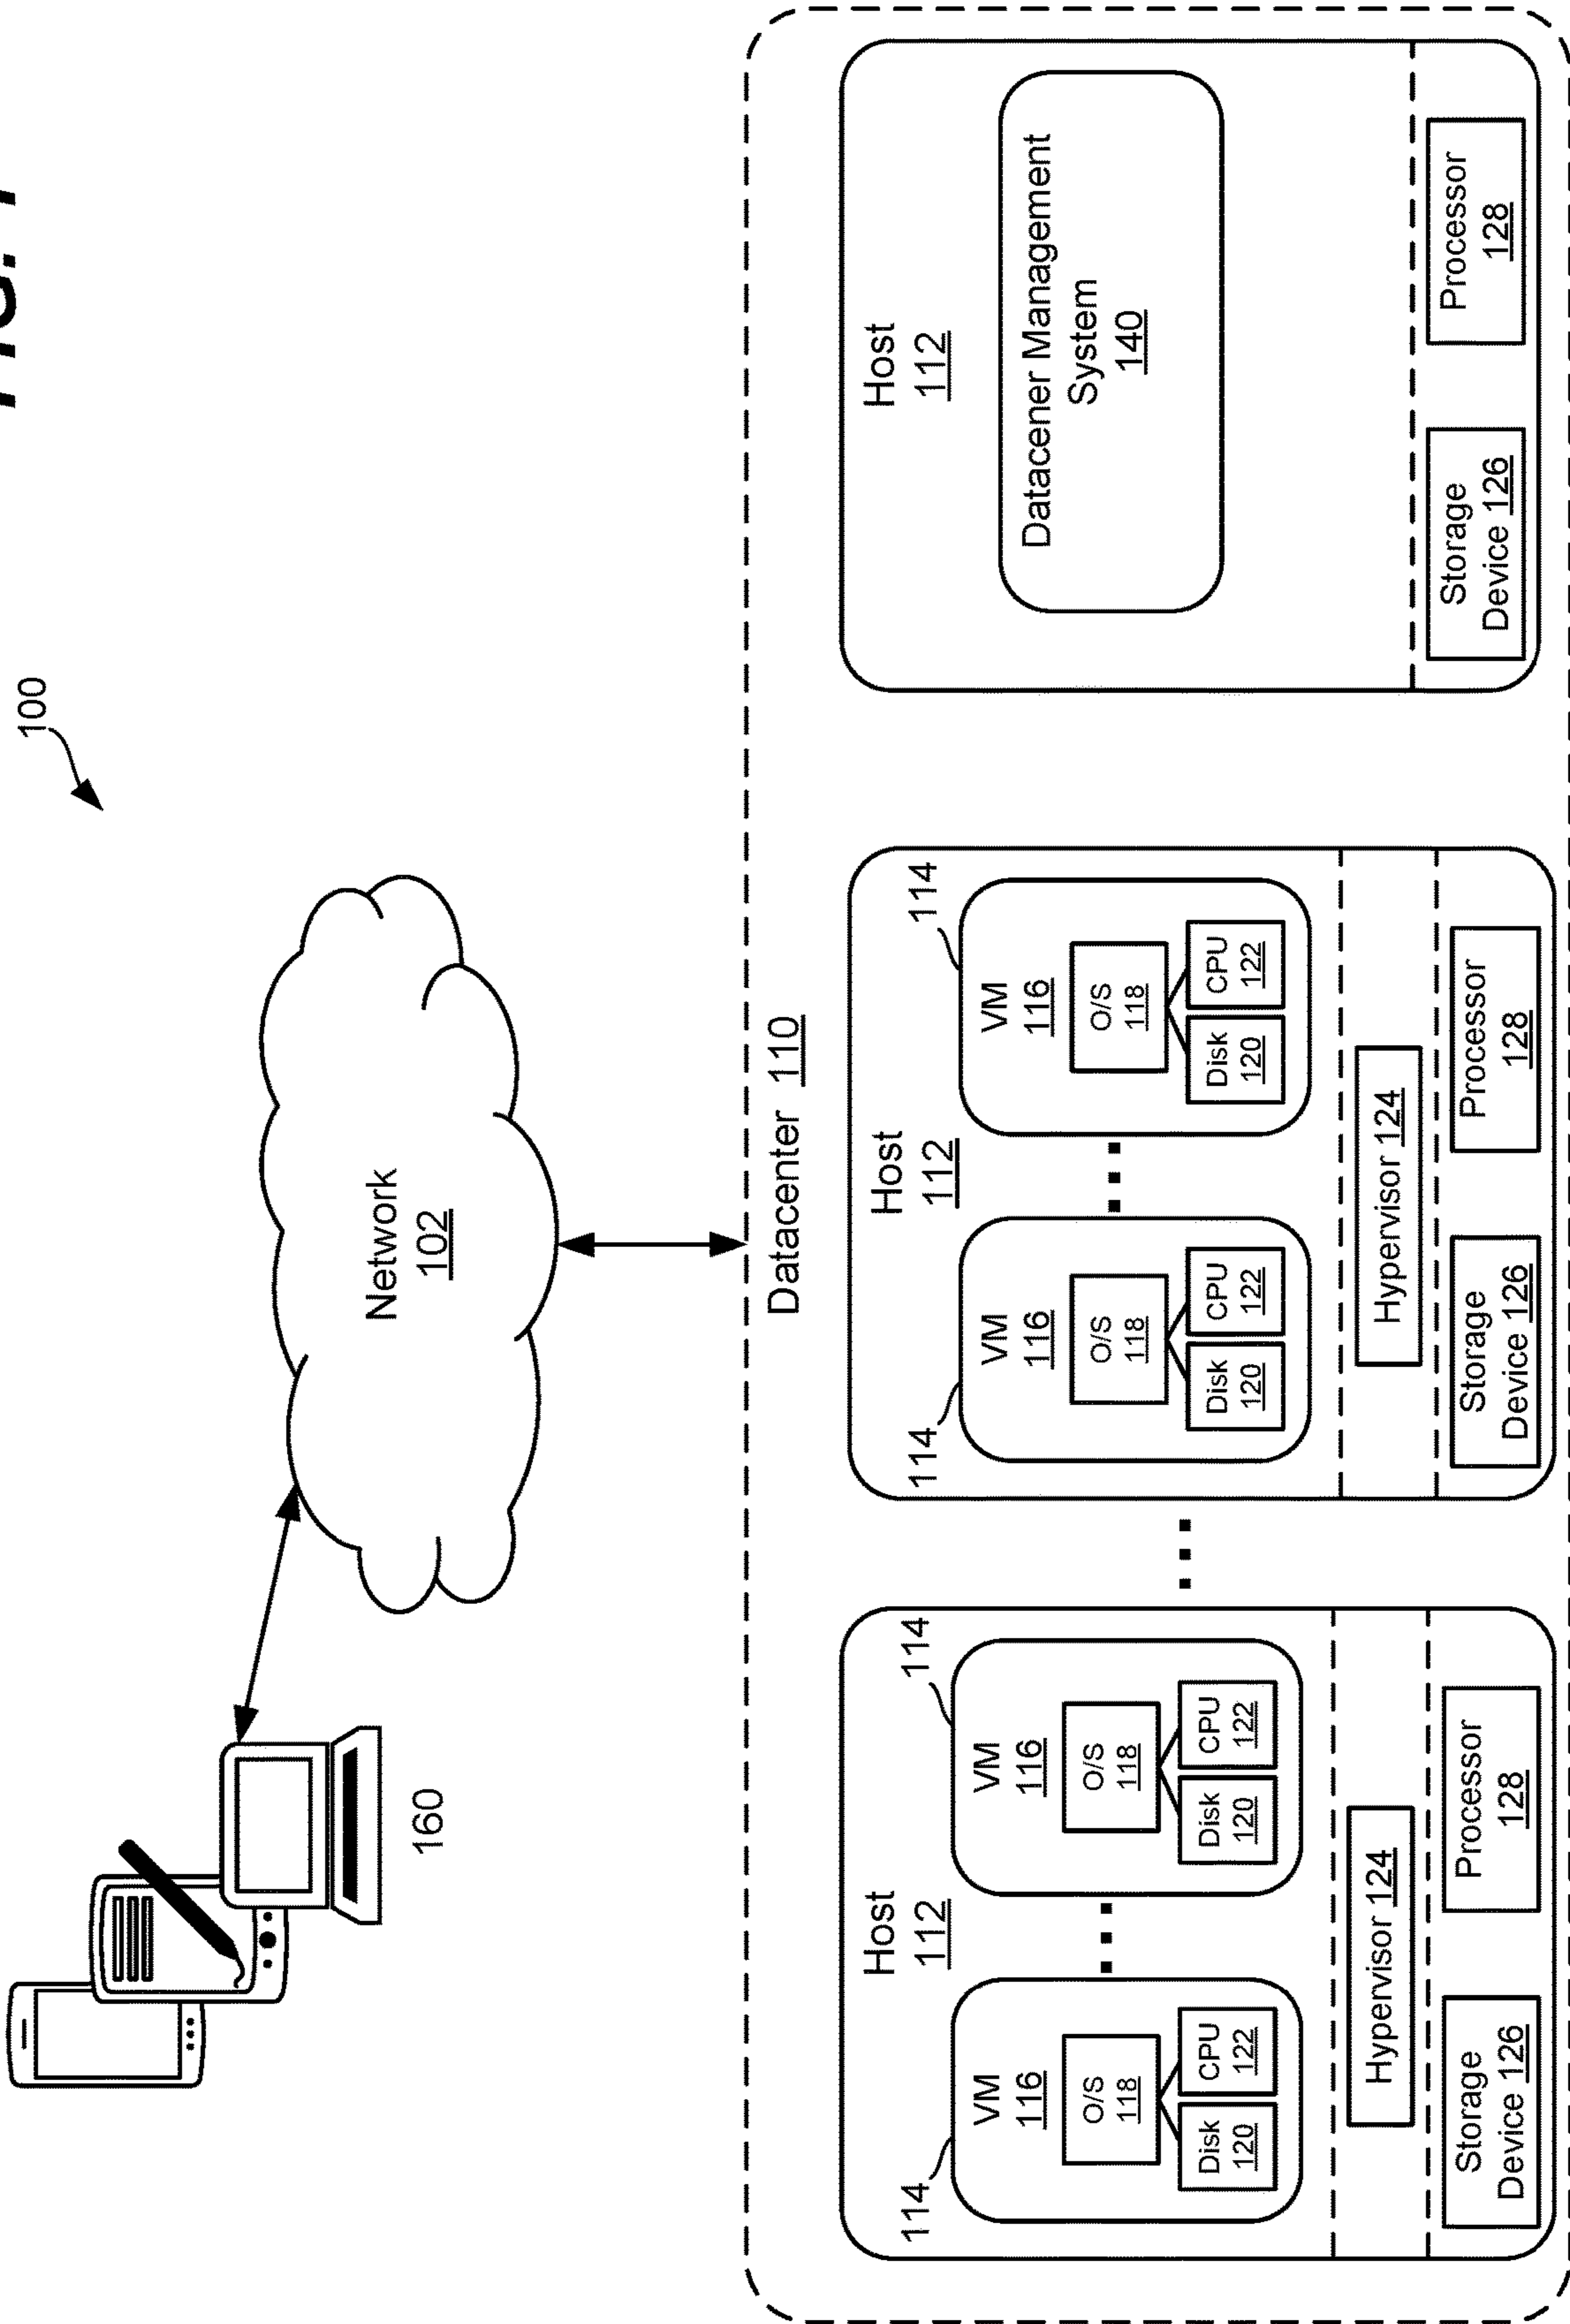 FIG. 1
100
160
Network
102
Datacenter 110
Host
112
114
114
VM
116
O/S
118
Disk
120
CPU
122
VM
116
O/S
118
Disk
120
CPU
122
Hypervisor 124
Storage
Device 126
Processor
128
Host
112
114
114
VM
116
O/S
118
Disk
120
CPU
122
VM
116
O/S
118
Disk
120
CPU
122
Hypervisor 124
Storage
Device 126
Processor
128
Host
112
Datacener Management
System
140
Storage
Device 126
Processor
128